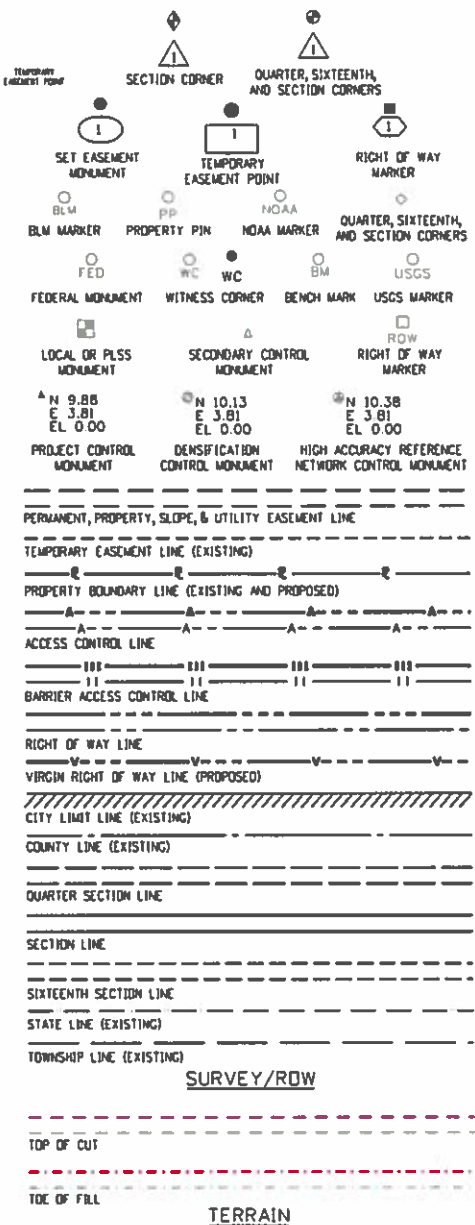 1
1
TEMPORARY
EASEMENT POINT
SECTION CORNER
QUARTER, SIXTEENTH,
AND SECTION CORNERS
1
1
1
SET EASEMENT
MONUMENT
TEMPORARY
EASEMENT POINT
RIGHT OF WAY
MARKER
BLM
PP
NOAA
BLM MARKER
PROPERTY PIN
NOAA MARKER
QUARTER, SIXTEENTH,
AND SECTION CORNERS
FED
WC
WC
BM
USGS
FEDERAL MONUMENT
WITNESS CORNER
BENCH MARK
USGS MARKER
ROW
LOCAL OR PLSS
MONUMENT
SECONDARY CONTROL
MONUMENT
RIGHT OF WAY
MARKER
N 9.88
E 3.81
EL 0.00
N 10.13
E 3.81
EL 0.00
N 10.38
E 3.81
EL 0.00
PROJECT CONTROL
MONUMENT
DENSIFICATION
CONTROL MONUMENT
HIGH ACCURACY REFERENCE
NETWORK CONTROL MONUMENT
PERMANENT, PROPERTY, SLOPE, & UTILITY EASEMENT LINE
TEMPORARY EASEMENT LINE (EXISTING)
PROPERTY BOUNDARY LINE (EXISTING AND PROPOSED)
A A A A
A A A A
ACCESS CONTROL LINE
BARRIER ACCESS CONTROL LINE
RIGHT OF WAY LINE
V V V V
VIRGIN RIGHT OF WAY LINE (PROPOSED)
CITY LIMIT LINE (EXISTING)
COUNTY LINE (EXISTING)
QUARTER SECTION LINE
SECTION LINE
SIXTEENTH SECTION LINE
STATE LINE (EXISTING)
TOWNSHIP LINE (EXISTING)
SURVEY/ROW
TOP OF CUT
TOE OF FILL
TERRAIN